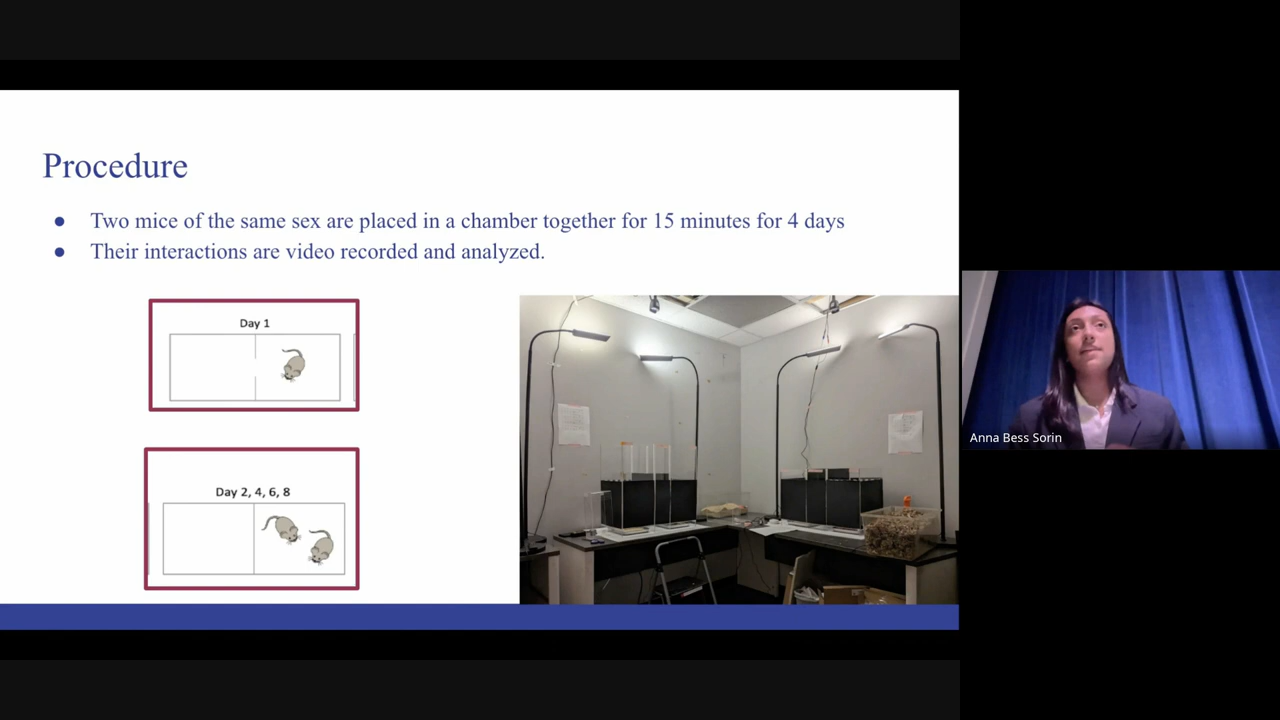 Procedure
● Two mice of the same sex are placed in a chamber together for 15 minutes for 4 days
● Their interactions are video recorded and analyzed.
Day 1
Day 2, 4, 6, 8
Anna Bess Sorin